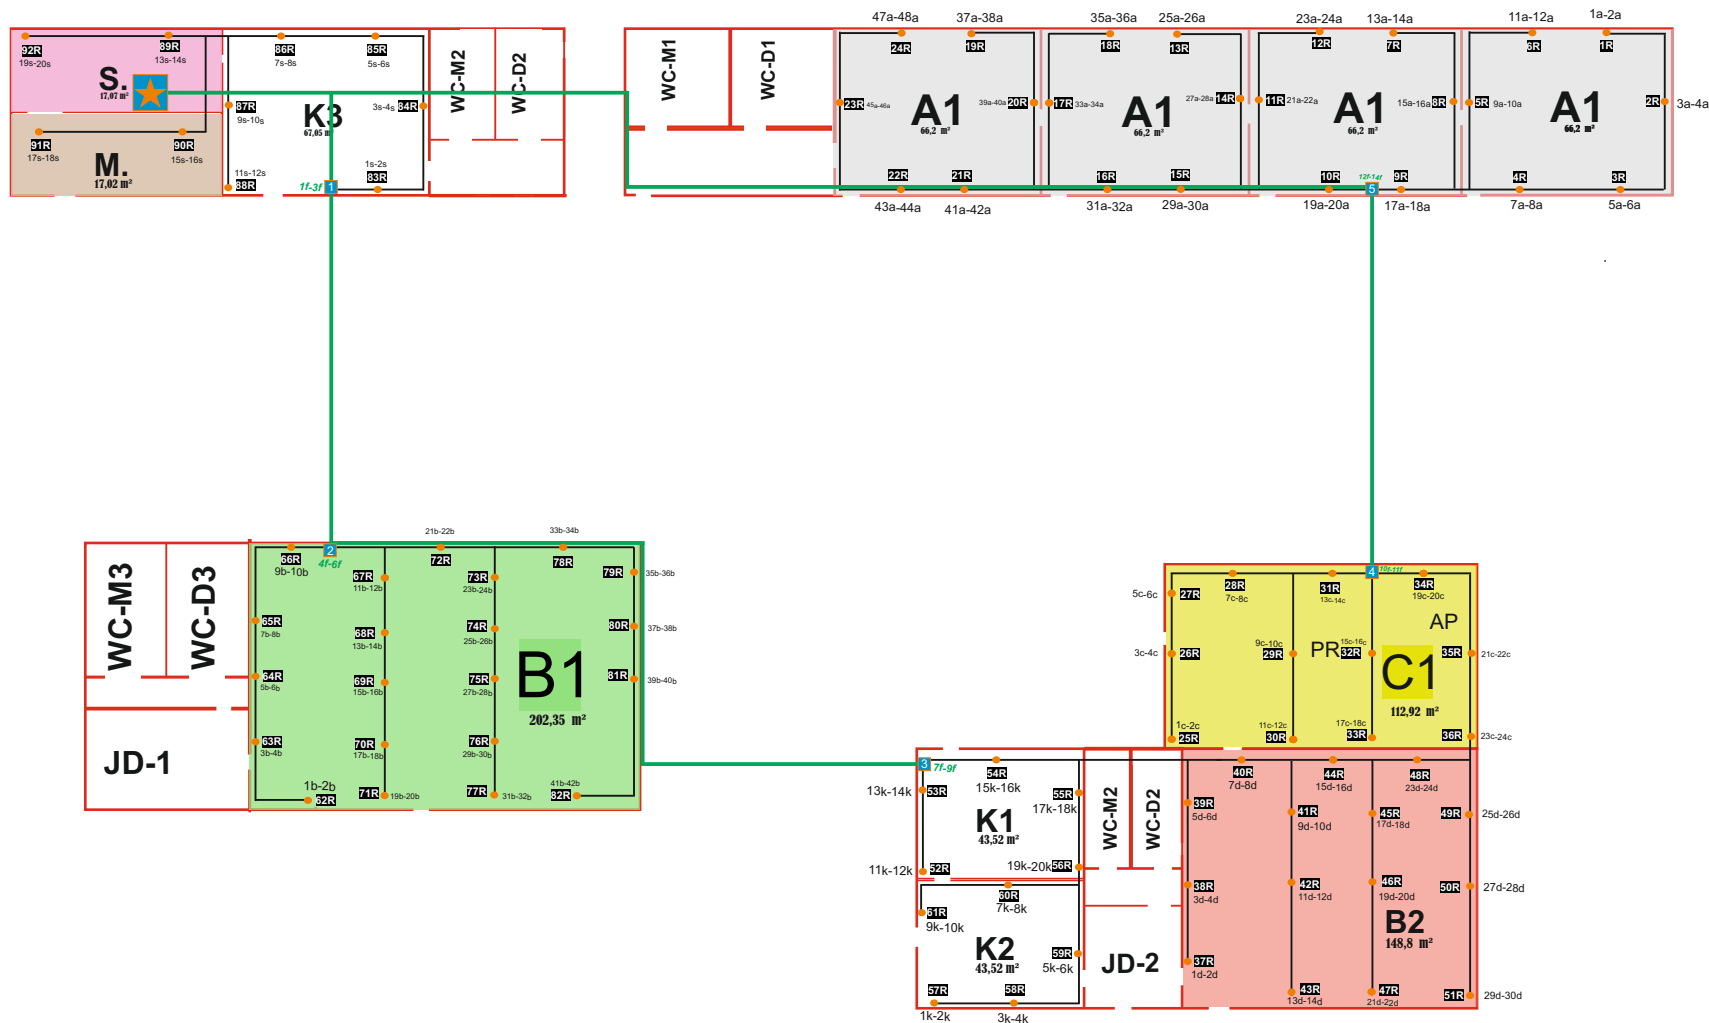 47a-48a
37a-38a
35a-36a
25a-26a
23a-24a
13a-14a
11a-12a
1a-2a
92R
19s-20s
89R
13s-14s
86R
7s-8s
85R
5s-6s
S.
17,07 m²
87R
9s-10s
K3
67,05 m²
3s-4s 84R
WC-M2
WC-D2
91R
17s-18s
90R
15s-16s
M.
17,02 m²
11s-12s
88R
1f-3f
1
1s-2s
83R
WC-M1
WC-D1
24R
19R
23R 45a-46a
A1
66,2 m²
39a-40a 20R
22R
21R
43a-44a
41a-42a
18R
13R
17R 33a-34a
A1
66,2 m²
27a-28a 14R
16R
15R
31a-32a
29a-30a
12R
7R
11R 21a-22a
A1
66,2 m²
15a-16a 8R
10R
12f-14f
5
9R
19a-20a
17a-18a
6R
1R
5R 9a-10a
A1
66,2 m²
2R 3a-4a
4R
3R
7a-8a
5a-6a
WC-M3
WC-D3
JD-1
66R
9b-10b
2
4f-6f
21b-22b
72R
33b-34b
78R
67R
11b-12b
73R
23b-24b
79R 35b-36b
65R
7b-8b
68R
13b-14b
74R
25b-26b
80R 37b-38b
64R
5b-6b
69R
15b-16b
75R
27b-28b
B1
202,35 m²
81R 39b-40b
63R
3b-4b
70R
17b-18b
76R
29b-30b
1b-2b
62R
71R 19b-20b
77R 31b-32b
41b-42b
82R
5c-6c 27R
28R
7c-8c
31R
13c-14c
4 10f-11f
34R
19c-20c
AP
3c-4c 26R
9c-10c
29R
PR
15c-16c
32R
C1
112,92 m²
35R 21c-22c
1c-2c
25R
11c-12c
30R
17c-18c
33R
36R 23c-24c
3 7f-9f
54R
15k-16k
13k-14k 53R
55R
17k-18k
K1
43,52 m²
11k-12k 52R
19k-20k 56R
WC-M2
WC-D2
60R
7k-8k
61R
9k-10k
K2
43,52 m²
59R
5k-6k
57R
1k-2k
58R
3k-4k
JD-2
40R
7d-8d
44R
15d-16d
48R
23d-24d
39R
5d-6d
41R
9d-10d
45R
17d-18d
49R 25d-26d
38R
3d-4d
42R
11d-12d
46R
19d-20d
50R 27d-28d
B2
148,8 m²
37R
1d-2d
43R
13d-14d
47R
21d-22d
51R 29d-30d